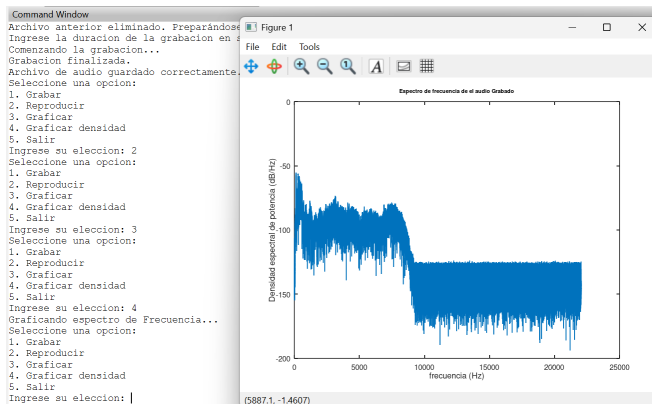 Command Window
Archivo anterior eliminado. Preparándose
Ingrese la duracion de la grabacion en s
Comenzando la grabacion...
Grabacion finalizada.
Archivo de audio guardado correctamente.
Seleccione una opcion:
1. Grabar
2. Reproducir
3. Graficar
4. Graficar densidad
5. Salir
Ingrese su eleccion: 2
Seleccione una opcion:
1. Grabar
2. Reproducir
3. Graficar
4. Graficar densidad
5. Salir
Ingrese su eleccion: 3
Seleccione una opcion:
1. Grabar
2. Reproducir
3. Graficar
4. Graficar densidad
5. Salir
Ingrese su eleccion: 4
Graficando espectro de Frecuencia...
Seleccione una opcion:
1. Grabar
2. Reproducir
3. Graficar
4. Graficar densidad
5. Salir
Ingrese su eleccion:
Figure 1
File Edit Tools
1 A
Espectro de frecuencia de el audio Grabado
Densidad espectral de potencia (dB/Hz)
0
-50
-100
-150
-200
0 5000 10000 15000 20000 25000
frecuencia (Hz)
(5887.1, -1.4607)